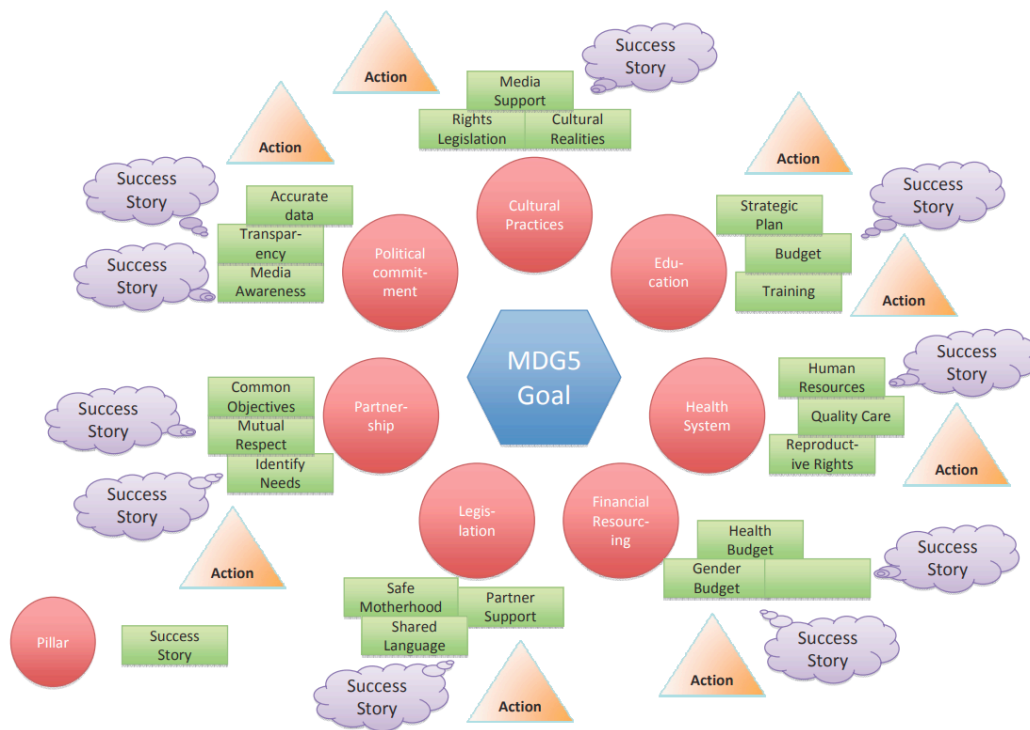 Success
Story
Action
Media
Support
Rights
Legislation
Cultural
Realities
Action
Action
Success
Story
Accurate
data
Cultural
Practices
Strategic
Plan
Success
Story
Transpar-
ency
Political
commit-
ment
Edu-
cation
Budget
Success
Story
Media
Awareness
Training
Action
MDG5
Goal
Success
Story
Common
Objectives
Human
Resources
Success
Story
Mutual
Respect
Partner-
ship
Health
System
Quality Care
Identify
Needs
Reproduct-
ive Rights
Action
Success
Story
Legis-
lation
Financial
Resourc-
ing
Action
Health
Budget
Success
Story
Gender
Budget
Safe
Motherhood
Partner
Support
Shared
Language
Success
Story
Pillar
Success
Story
Action
Success
Story
Action